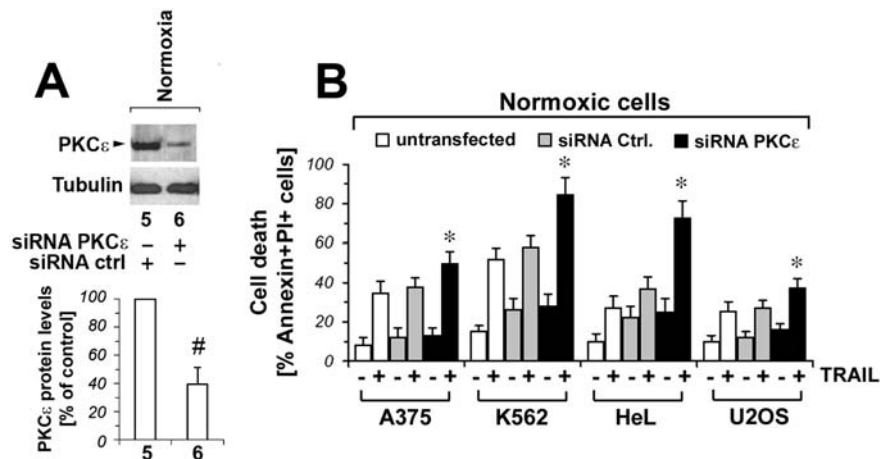 A
Normoxia
PKCε
Tubulin
5 6
siRNA PKCε – +
siRNA ctrl + –
PKCε protein levels
[% of control]
100
80
60
40
20
0
#
5 6
B
Normoxic cells
untransfected siRNA Ctrl. siRNA PKCε
Cell death
[% Annexin+PI+ cells]
100
80
60
40
20
0
* * * *
- + - + - + - + - + - + - + - + - + - + - + - + TRAIL
A375 K562 HeL U2OS